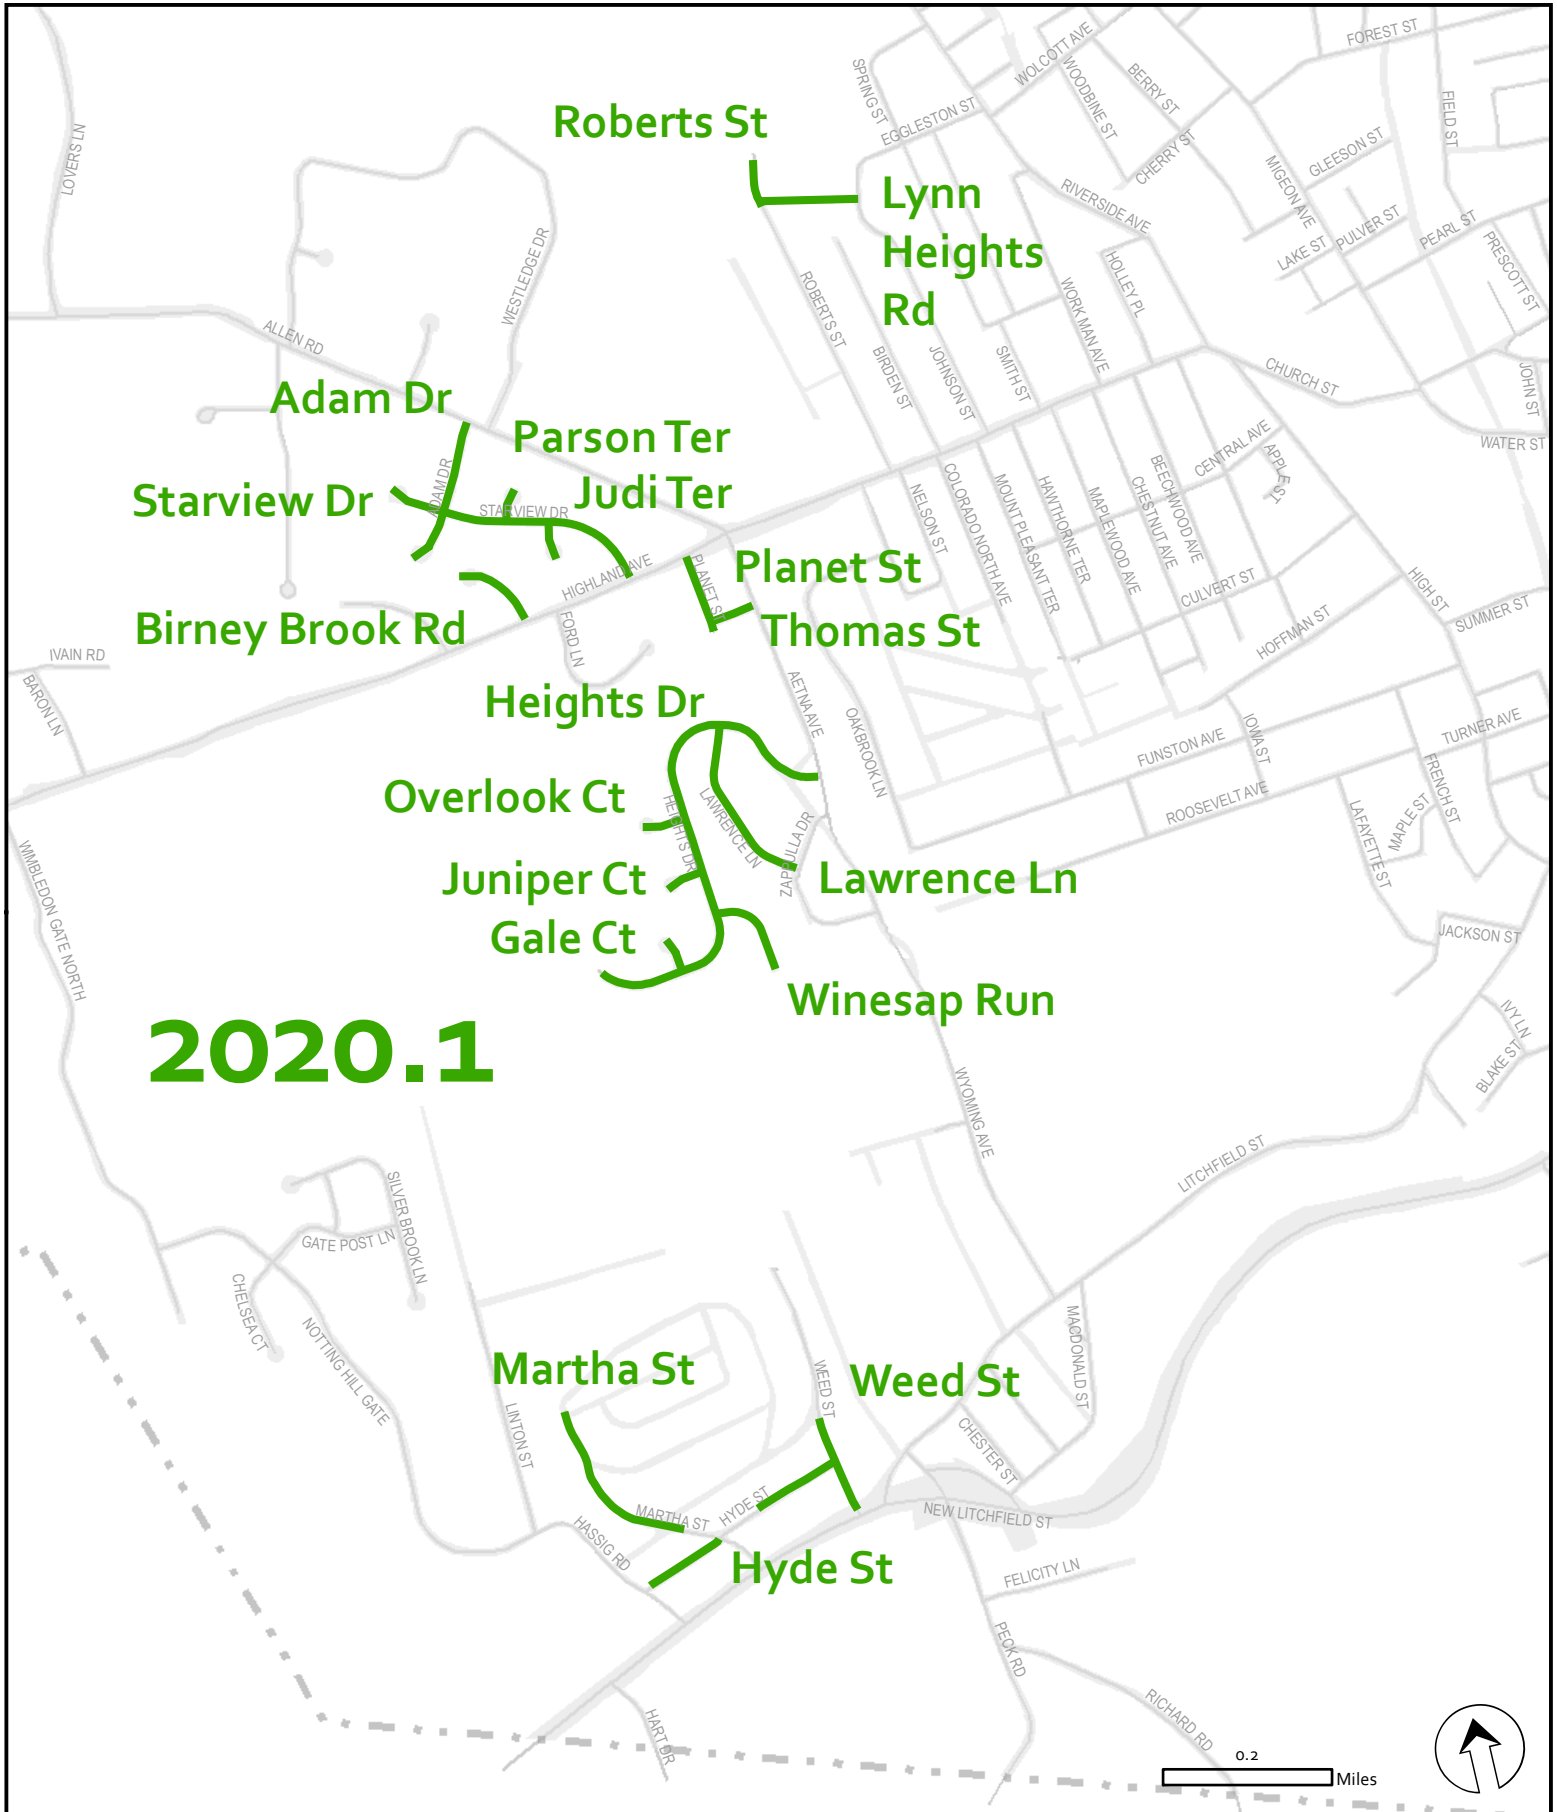 FOREST ST
WOLCOTT AVE
SPRING ST
WOODBINE ST
BERRY ST
FIELD ST
EGGLESTON ST
Roberts St
LOVERS LN
CHERRY ST
GLEESON ST
MIGEON AVE
Lynn
Heights
Rd
RIVERSIDE AVE
PULVER ST
PEARL ST
LAKE ST
PRESCOTT ST
WESTLEDGE DR
HOLLEY PL
ROBERTS ST
WORKMAN AVE
ALLEN RD
BIRDEN ST
JOHNSON ST
SMITH ST
CHURCH ST
JOHN ST
Adam Dr
Parson Ter
WATER ST
CENTRAL AVE
APPLE ST
ADAM DR
Starview Dr
Judi Ter
STARVIEW DR
NELSON ST
COLORADO NORTH AVE
MOUNT PLEASANT TER
HAWTHORNE TER
MAPLEWOOD AVE
CHESTNUT AVE
BEECHWOOD AVE
HIGHLAND AVE
PLANET ST
Planet St
CULVERT ST
HIGH ST
SUMMER ST
Birney Brook Rd
Thomas St
FORD LN
HOFFMAN ST
IVAIN RD
BARON LN
Heights Dr
AETNA AVE
OAKBROOK LN
IOWA ST
FUNSTON AVE
TURNER AVE
FRENCH ST
Overlook Ct
HEIGHTS DR
LAWRENCE LN
ROOSEVELT AVE
LAFAYETTE ST
MAPLE ST
ZAPPULLA DR
WIMBLEDON GATE NORTH
Juniper Ct
Lawrence Ln
Gale Ct
JACKSON ST
Winesap Run
2020.1
IVY LN
BLAKE ST
WYOMING AVE
LITCHFIELD ST
SILVER BROOK LN
GATE POST LN
CHELSEA CT
NOTTING HILL GATE
MACDONALD ST
Martha St
WEED ST
Weed St
LINTON ST
CHESTER ST
HYDE ST
MARTHA ST
NEW LITCHFIELD ST
HASSIG RD
Hyde St
FELICITY LN
PECK RD
RICHARD RD
HART DR
0.2
Miles